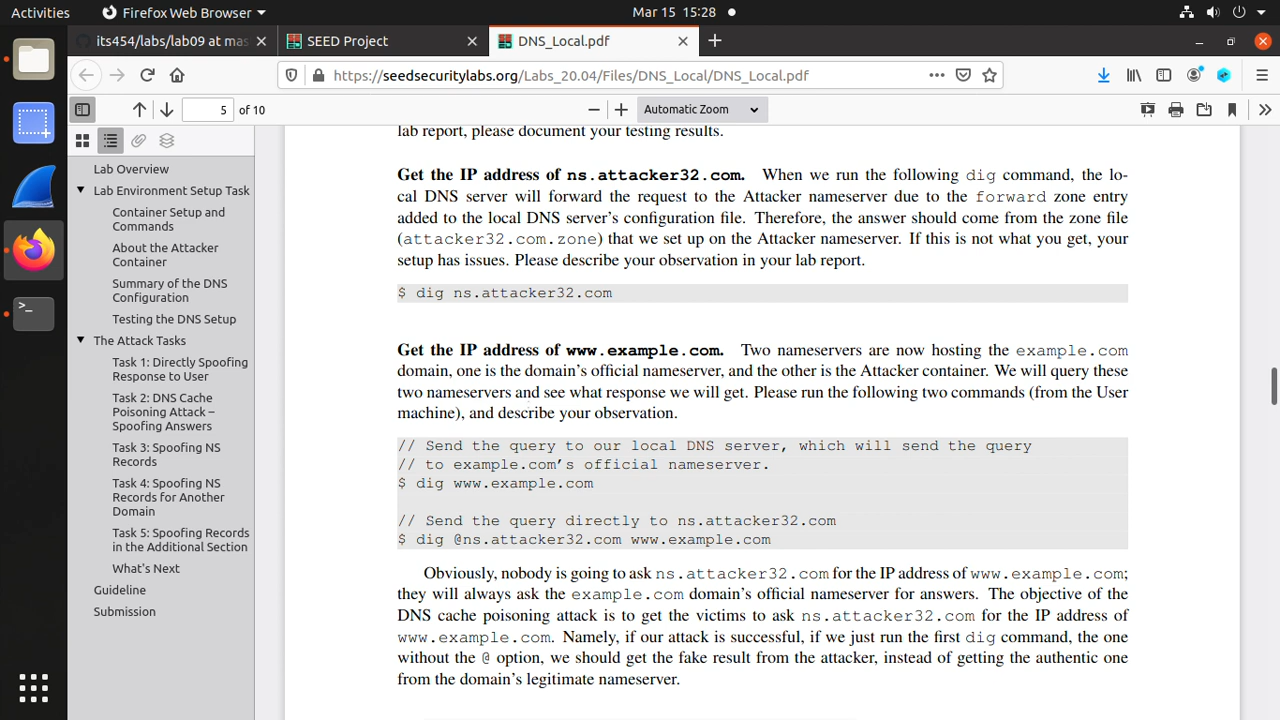 Activities
Firefox Web Browser
Mar 15 15:28
its454/labs/lab09 at mas
SEED Project
DNS_Local.pdf
https://seedsecuritylabs.org/Labs_20.04/Files/DNS_Local/DNS_Local.pdf
5 of 10
Automatic Zoom
Lab Overview
Lab Environment Setup Task
Container Setup and
Commands
About the Attacker
Container
Summary of the DNS
Configuration
Testing the DNS Setup
The Attack Tasks
Task 1: Directly Spoofing
Response to User
Task 2: DNS Cache
Poisoning Attack –
Spoofing Answers
Task 3: Spoofing NS
Records
Task 4: Spoofing NS
Records for Another
Domain
Task 5: Spoofing Records
in the Additional Section
What's Next
Guideline
Submission
lab report, please document your testing results.
Get the IP address of ns.attacker32.com. When we run the following dig command, the lo-
cal DNS server will forward the request to the Attacker nameserver due to the forward zone entry
added to the local DNS server's configuration file. Therefore, the answer should come from the zone file
(attacker32.com.zone) that we set up on the Attacker nameserver. If this is not what you get, your
setup has issues. Please describe your observation in your lab report.
$ dig ns.attacker32.com
Get the IP address of www.example.com. Two nameservers are now hosting the example.com
domain, one is the domain's official nameserver, and the other is the Attacker container. We will query these
two nameservers and see what response we will get. Please run the following two commands (from the User
machine), and describe your observation.
// Send the query to our local DNS server, which will send the query
// to example.com's official nameserver.
$ dig www.example.com
// Send the query directly to ns.attacker32.com
$ dig @ns.attacker32.com www.example.com
Obviously, nobody is going to ask ns.attacker32.com for the IP address of www.example.com;
they will always ask the example.com domain's official nameserver for answers. The objective of the
DNS cache poisoning attack is to get the victims to ask ns.attacker32.com for the IP address of
www.example.com. Namely, if our attack is successful, if we just run the first dig command, the one
without the @ option, we should get the fake result from the attacker, instead of getting the authentic one
from the domain's legitimate nameserver.